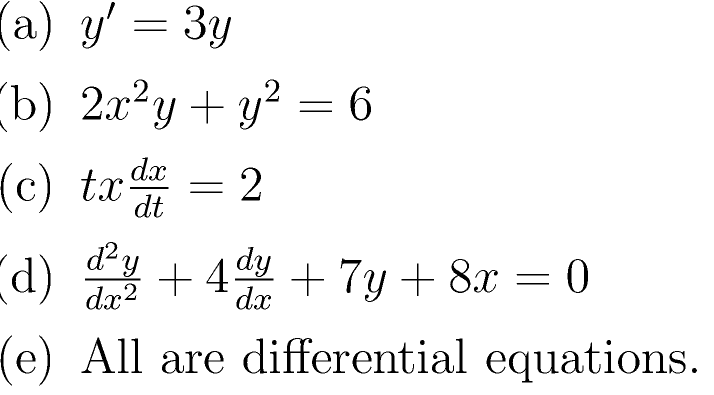 (a) y′ = 3y
(b) 2x²y + y² = 6
(c) tx dx/dt = 2
(d) d²y/dx² + 4 dy/dx + 7y + 8x = 0
(e) All are differential equations.